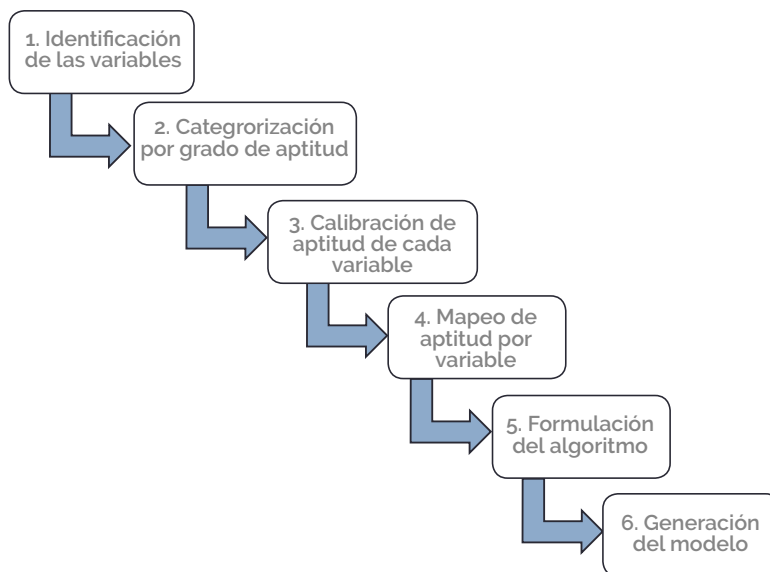 1. Identificación
de las variables
2. Categrorización
por grado de aptitud
3. Calibración de
aptitud de cada
variable
4. Mapeo de
aptitud por
variable
5. Formulación
del algoritmo
6. Generación
del modelo